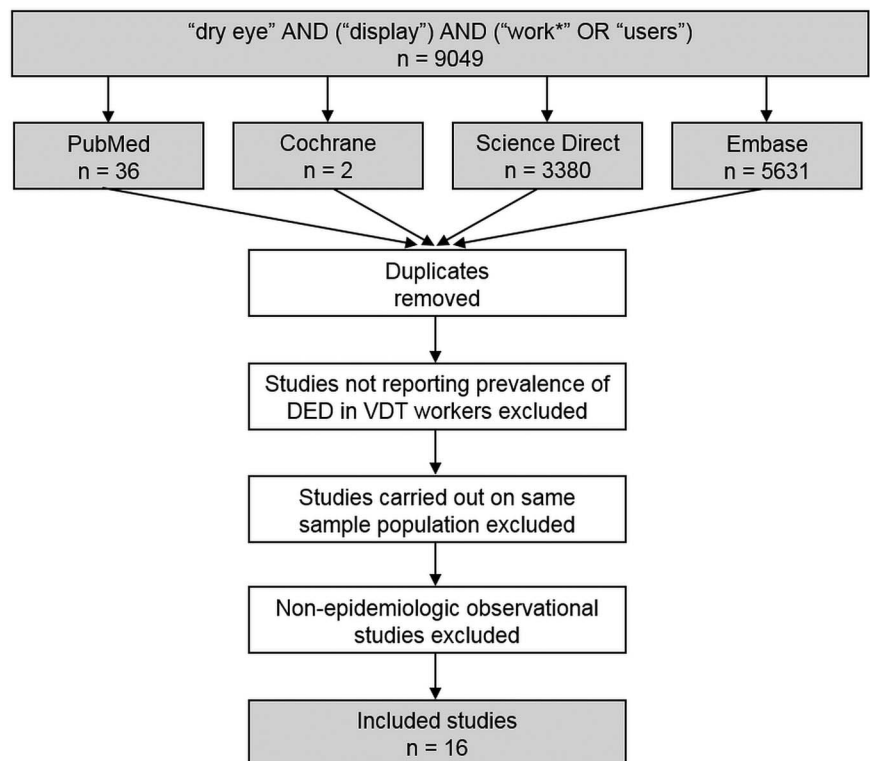 “dry eye” AND (“display”) AND (“work*” OR “users”)
n = 9049
PubMed
n = 36
Cochrane
n = 2
Science Direct
n = 3380
Embase
n = 5631
Duplicates
removed
Studies not reporting prevalence of
DED in VDT workers excluded
Studies carried out on same
sample population excluded
Non-epidemiologic observational
studies excluded
Included studies
n = 16